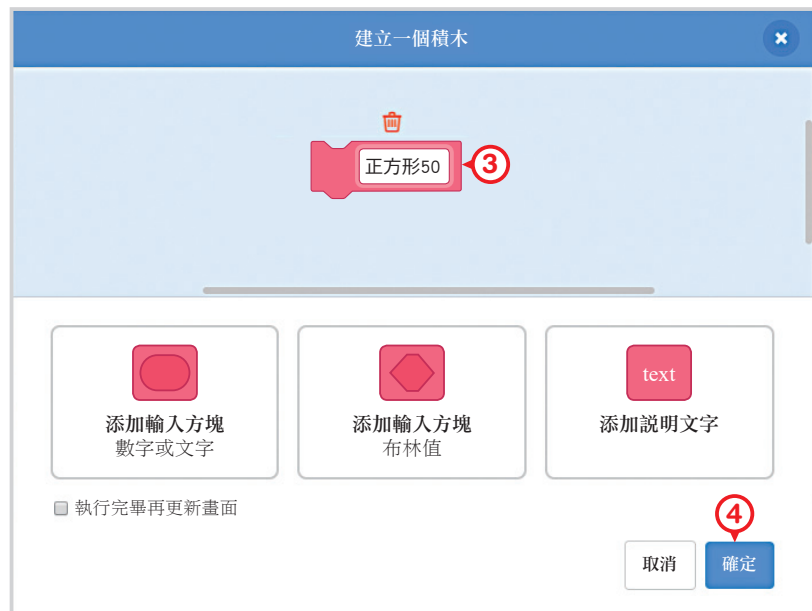 建立一個積木
正方形50
③
text
添加輸入方塊
數字或文字
添加輸入方塊
布林值
添加説明文字
執行完畢再更新畫面
④
取消
確定